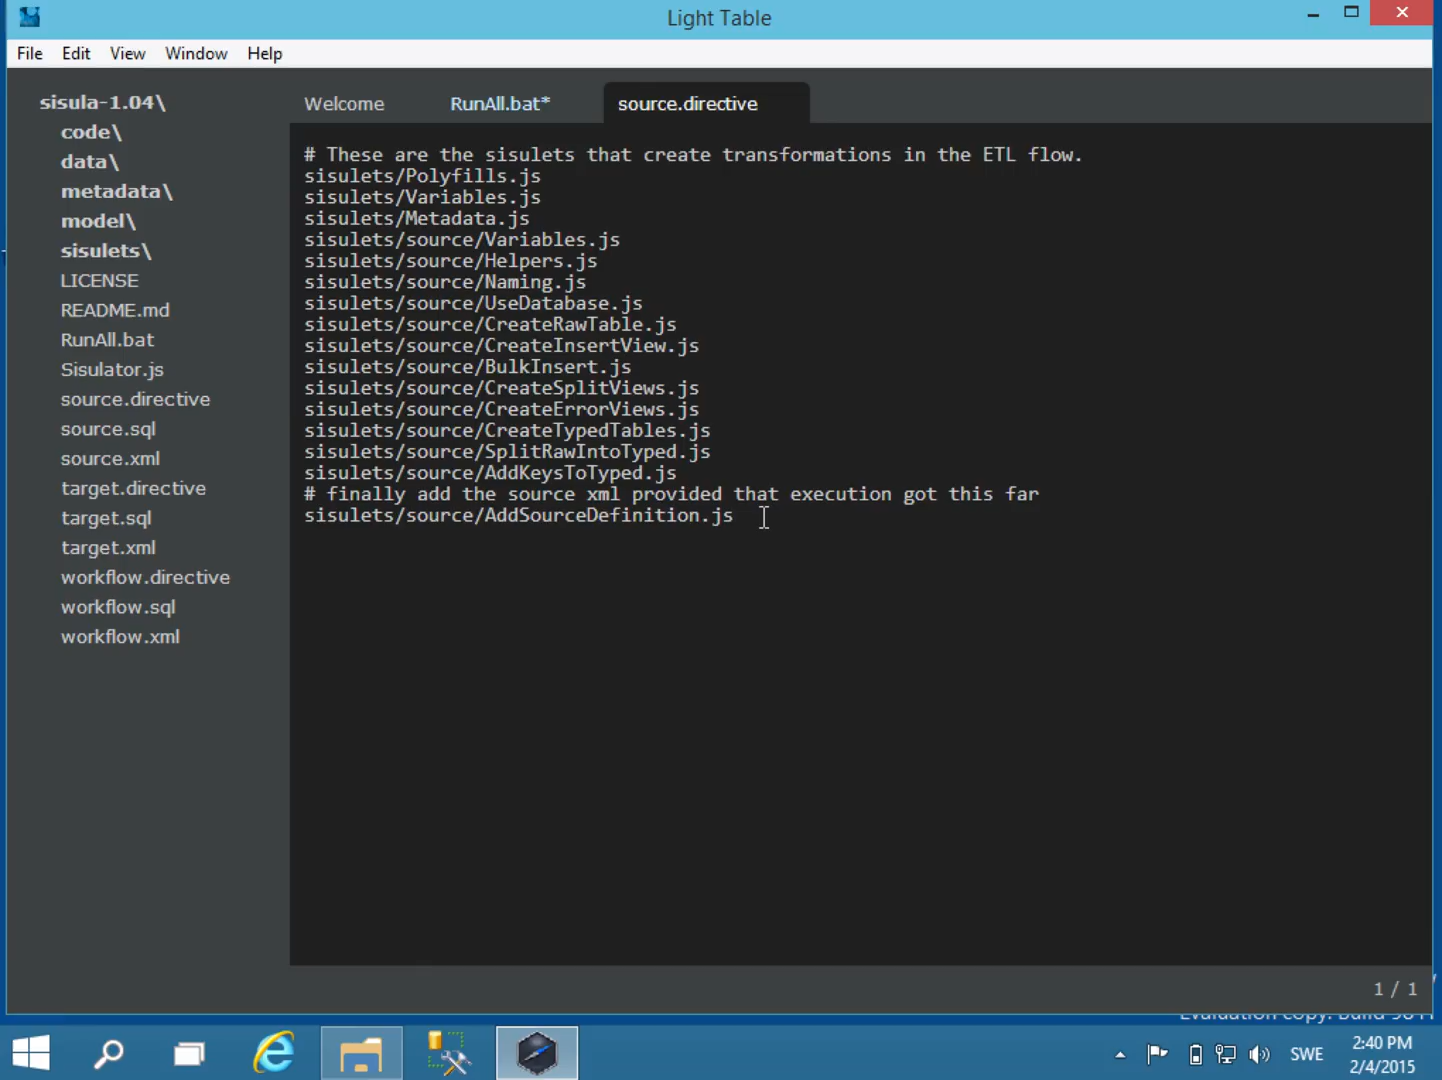 Light Table
File Edit View Window Help
sisula-1.04\
code\
data\
metadata\
model\
sisulets\
LICENSE
README.md
RunAll.bat
Sisulator.js
source.directive
source.sql
source.xml
target.directive
target.sql
target.xml
workflow.directive
workflow.sql
workflow.xml
Welcome RunAll.bat* source.directive
# These are the sisulets that create transformations in the ETL flow.
sisulets/Polyfills.js
sisulets/Variables.js
sisulets/Metadata.js
sisulets/source/Variables.js
sisulets/source/Helpers.js
sisulets/source/Naming.js
sisulets/source/UseDatabase.js
sisulets/source/CreateRawTable.js
sisulets/source/CreateInsertView.js
sisulets/source/BulkInsert.js
sisulets/source/CreateSplitViews.js
sisulets/source/CreateErrorViews.js
sisulets/source/CreateTypedTables.js
sisulets/source/SplitRawIntoTyped.js
sisulets/source/AddKeysToTyped.js
# finally add the source xml provided that execution got this far
sisulets/source/AddSourceDefinition.js
1 / 1
Evaluation copy. Build
SWE
2:40 PM
2/4/2015